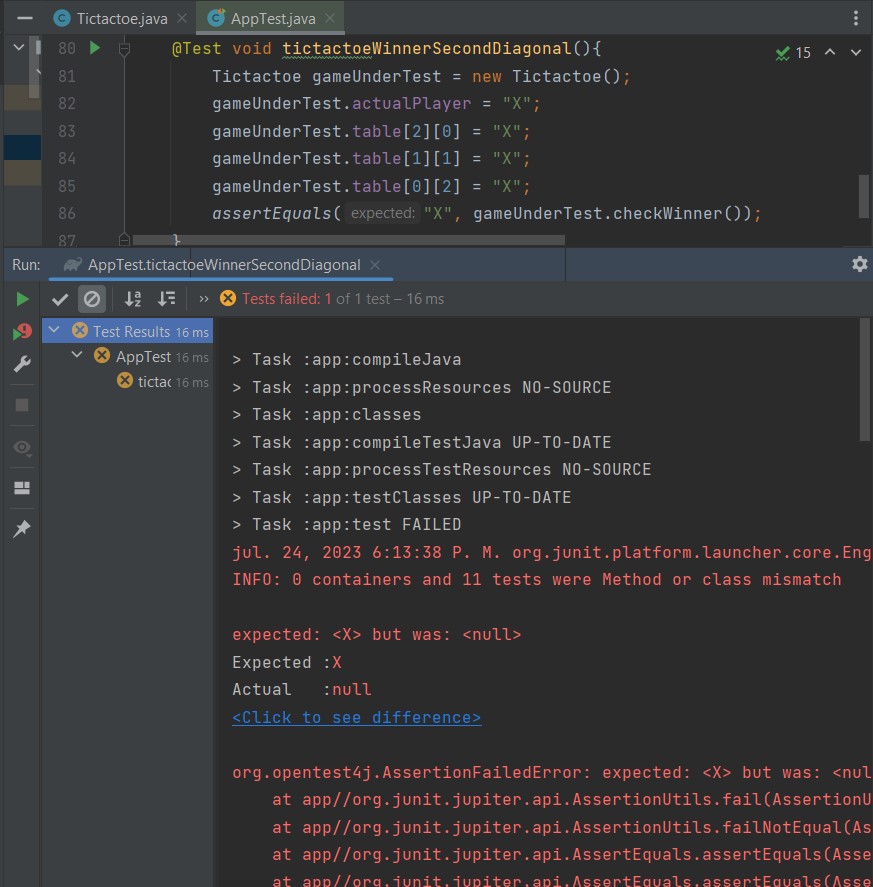 Tictactoe.java AppTest.java
80 @Test void tictactoeWinnerSecondDiagonal(){ 15
81 Tictactoe gameUnderTest = new Tictactoe();
82 gameUnderTest.actualPlayer = "X";
83 gameUnderTest.table[2][0] = "X";
84 gameUnderTest.table[1][1] = "X";
85 gameUnderTest.table[0][2] = "X";
86 assertEquals( expected: "X", gameUnderTest.checkWinner());
87 }
Run: AppTest.tictactoeWinnerSecondDiagonal
Tests failed: 1 of 1 test – 16 ms
Test Results 16 ms
AppTest 16 ms
tictac 16 ms
> Task :app:compileJava
> Task :app:processResources NO-SOURCE
> Task :app:classes
> Task :app:compileTestJava UP-TO-DATE
> Task :app:processTestResources NO-SOURCE
> Task :app:testClasses UP-TO-DATE
> Task :app:test FAILED
jul. 24, 2023 6:13:38 P. M. org.junit.platform.launcher.core.Eng
INFO: 0 containers and 11 tests were Method or class mismatch
expected: <X> but was: <null>
Expected :X
Actual :null
<Click to see difference>
org.opentest4j.AssertionFailedError: expected: <X> but was: <nul
at app//org.junit.jupiter.api.AssertionUtils.fail(AssertionU
at app//org.junit.jupiter.api.AssertionUtils.failNotEqual(As
at app//org.junit.jupiter.api.AssertEquals.assertEquals(Asse
at app//org.junit.jupiter.api.AssertEquals.assertEquals(Asse